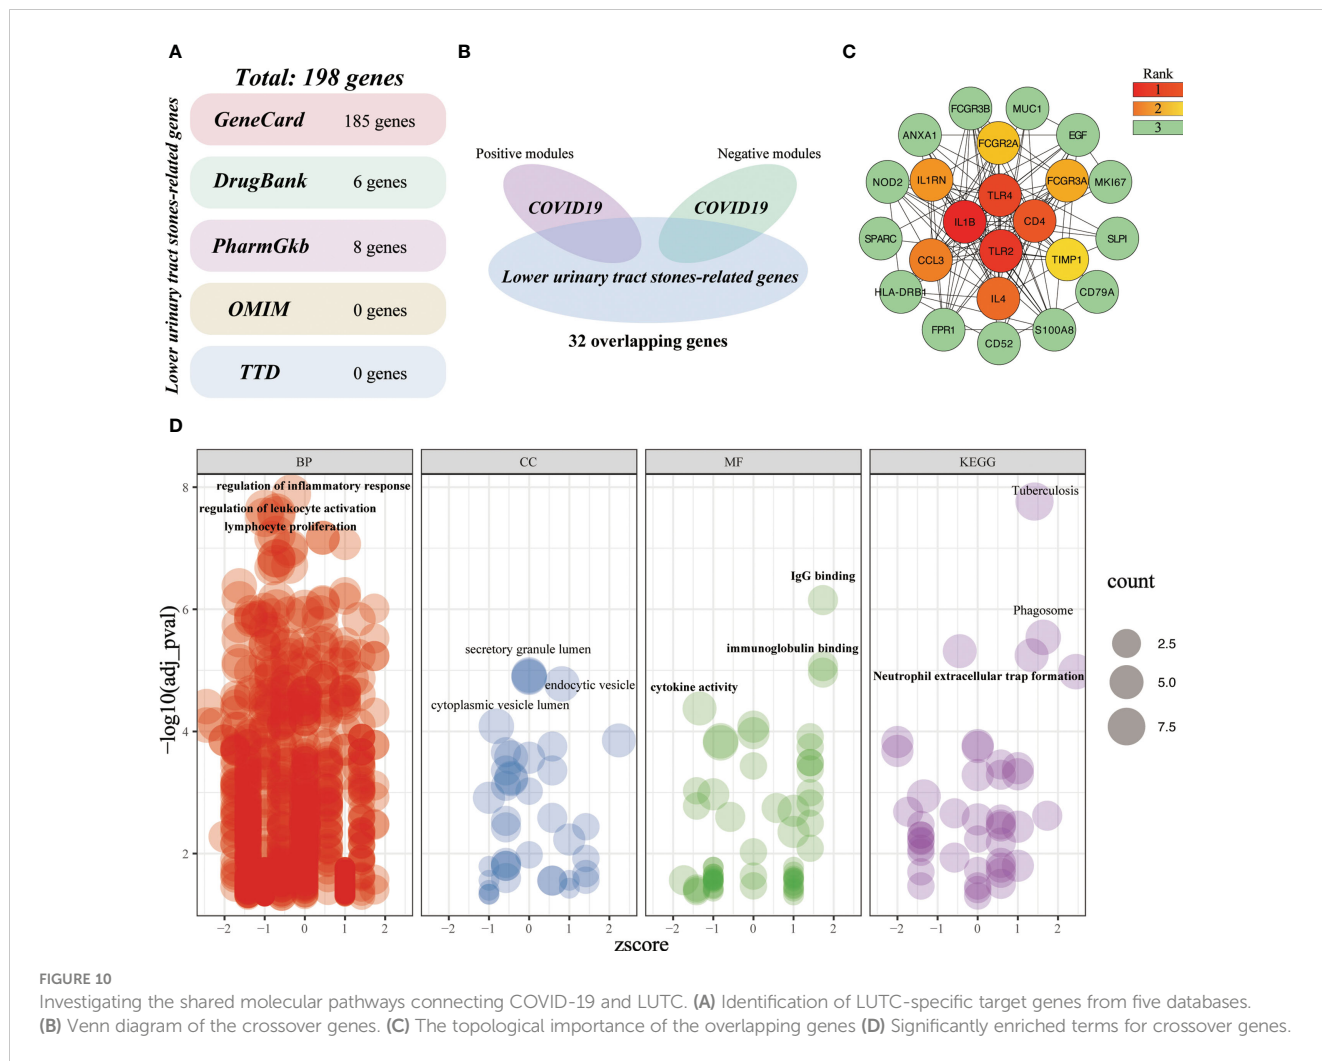 A
Total: 198 genes
Lower urinary tract stones-related genes
GeneCard 185 genes
DrugBank 6 genes
PharmGkb 8 genes
OMIM 0 genes
TTD 0 genes
B
Positive modules
Negative modules
COVID19
COVID19
Lower urinary tract stones-related genes
32 overlapping genes
C
Rank
1
2
3
FCGR3B
MUC1
ANXA1
FCGR2A
EGF
NOD2
IL1RN
TLR4
FCGR3A
MKI67
SPARC
IL1B
CD4
SLPI
CCL3
TLR2
TIMP1
HLA-DRB1
IL4
CD79A
FPR1
CD52
S100A8
D
BP
CC
MF
KEGG
−log10(adj_pval)
8
6
4
2
regulation of inflammatory response
regulation of leukocyte activation
lymphocyte proliferation
secretory granule lumen
endocytic vesicle
cytoplasmic vesicle lumen
IgG binding
immunoglobulin binding
cytokine activity
Tuberculosis
Phagosome
Neutrophil extracellular trap formation
−2 −1 0 1 2
−2 −1 0 1 2
−2 −1 0 1 2
−2 −1 0 1 2
zscore
count
2.5
5.0
7.5
FIGURE 10
Investigating the shared molecular pathways connecting COVID-19 and LUTC. (A) Identification of LUTC-specific target genes from five databases.
(B) Venn diagram of the crossover genes. (C) The topological importance of the overlapping genes (D) Significantly enriched terms for crossover genes.